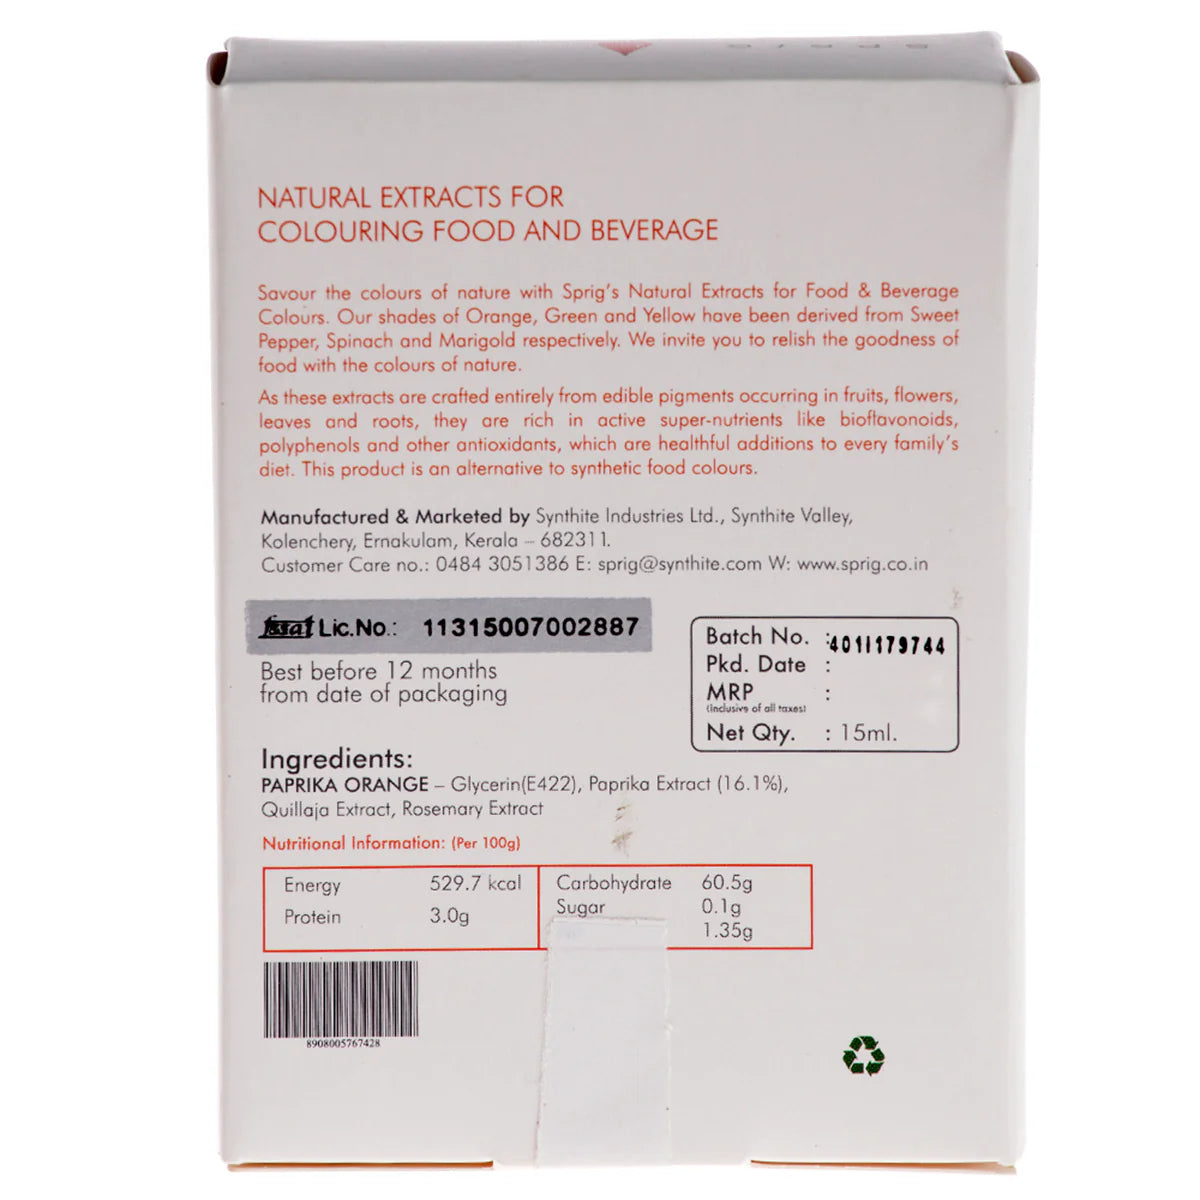 NATURAL EXTRACTS FOR
COLOURING FOOD AND BEVERAGE
Savour the colours of nature with Sprig's Natural Extracts for Food & Beverage
Colours. Our shades of Orange, Green and Yellow have been derived from Sweet
Pepper, Spinach and Marigold respectively. We invite you to relish the goodness of
food with the colours of nature.
As these extracts are crafted entirely from edible pigments occurring in fruits, flowers,
leaves and roots, they are rich in active super-nutrients like bioflavonoids,
polyphenols and other antioxidants, which are healthful additions to every family's
diet. This product is an alternative to synthetic food colours.
Manufactured & Marketed by Synthite Industries Ltd., Synthite Valley,
Kolenchery, Ernakulam, Kerala – 682311.
Customer Care no.: 0484 3051386 E: sprig@synthite.com W: www.sprig.co.in
fssai Lic.No.: 11315007002887
Best before 12 months
from date of packaging
Batch No. :4011179744
Pkd. Date :
MRP :
(Inclusive of all taxes)
Net Qty. : 15ml.
Ingredients:
PAPRIKA ORANGE – Glycerin(E422), Paprika Extract (16.1%),
Quillaja Extract, Rosemary Extract
Nutritional Information: (Per 100g)
Energy 529.7 kcal
Protein 3.0g
Carbohydrate 60.5g
Sugar 0.1g
1.35g
8908005767428